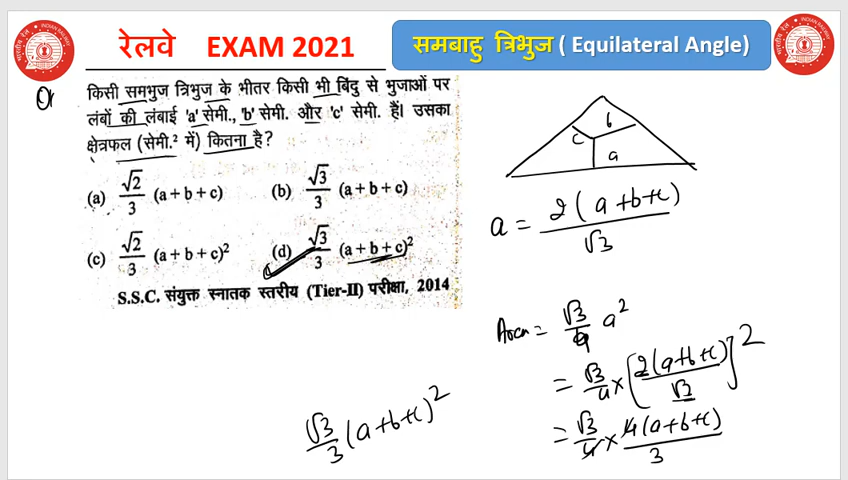 रेलवे EXAM 2021
समबाहु त्रिभुज ( Equilateral Angle)
किसी समभुज त्रिभुज के भीतर किसी भी बिंदु से भुजाओं पर
लंबों की लंबाई 'a' सेमी., 'b' सेमी. और 'c' सेमी. हैं। उसका
क्षेत्रफल (सेमी.² में) कितना है?
(a) √2/3 (a + b + c)
(b) √3/3 (a + b + c)
(c) √2/3 (a + b + c)²
(d) √3/3 (a + b + c)²
S.S.C. संयुक्त स्नातक स्तरीय (Tier-II) परीक्षा, 2014
b
c
a
a = 2(a+b+c)/√3
Area = √3/4 a²
= √3/4 × [2(a+b+c)/√3]²
= √3/4 × 4(a+b+c)/3
√3/3 (a+b+c)²